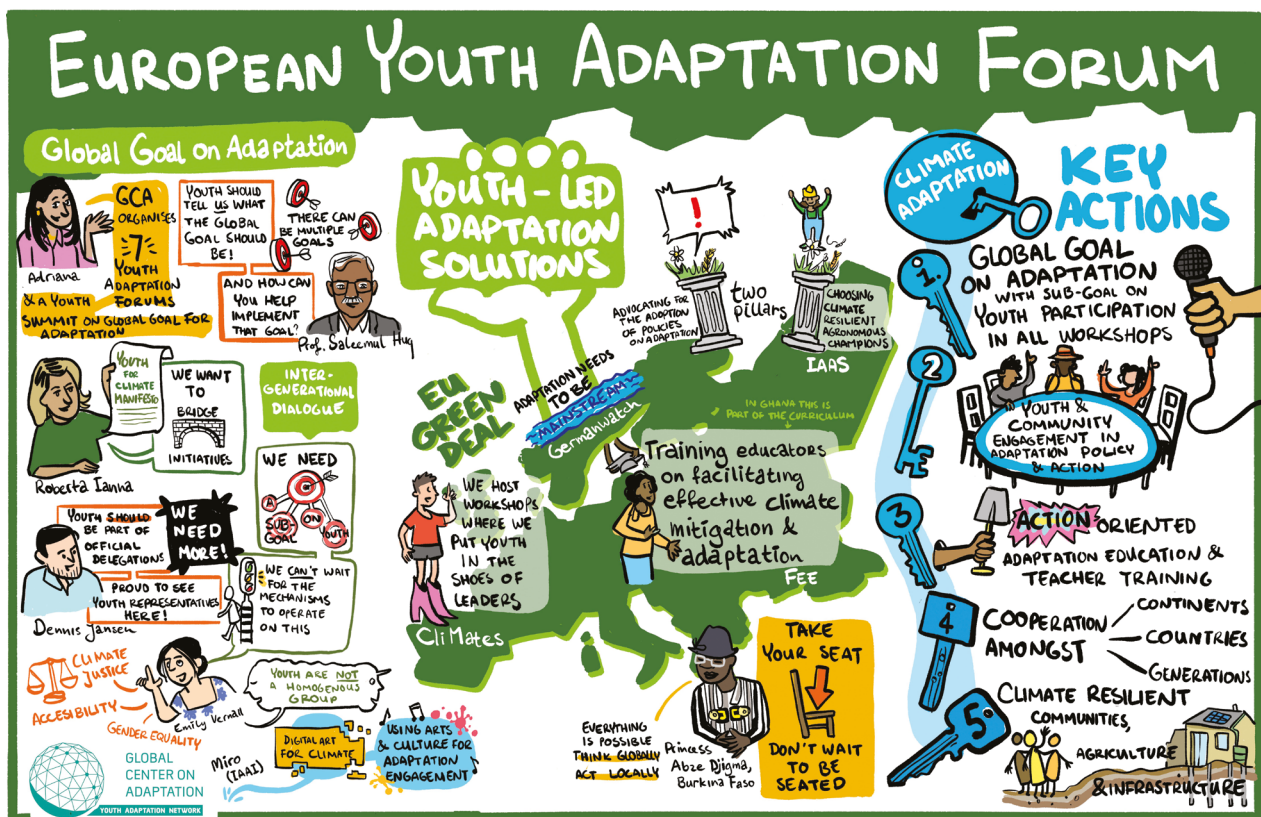 EUROPEAN YOUTH ADAPTATION FORUM
Global Goal on Adaptation
Adriana
GCA
ORGANISES
7
YOUTH
ADAPTATION
FORUMS
& A YOUTH
SUMMIT ON GLOBAL GOAL FOR
ADAPTATION
YOUTH SHOULD
TELL US WHAT
THE GLOBAL
GOAL SHOULD
BE!
THERE CAN
BE MULTIPLE
GOALS
AND HOW CAN
YOU HELP
IMPLEMENT
THAT GOAL?
Prof. Saleemul Huq
YOUTH
FOR
CLIMATE
MANIFESTO
Roberta Ianna
WE WANT
TO
BRIDGE
INITIATIVES
INTER-
GENERATIONAL
DIALOGUE
WE NEED
A
SUB-
GOAL
ON
YOUTH
YOUTH SHOULD
BE PART OF
OFFICIAL
DELEGATIONS
WE
NEED
MORE!
PROUD TO SEE
YOUTH REPRESENTATIVES
HERE!
Dennis Jansen
WE CAN'T WAIT
FOR THE
MECHANISMS
TO OPERATE
ON THIS
CLIMATE
JUSTICE
ACCESIBILITY
GENDER EQUALITY
Emily Vernall
YOUTH ARE NOT
A HOMOGENOUS
GROUP
Miro
(IAAI)
DIGITAL ART
FOR CLIMATE
USING ARTS
& CULTURE FOR
ADAPTATION
ENGAGEMENT
GLOBAL
CENTER ON
ADAPTATION
YOUTH ADAPTATION NETWORK
YOUTH-LED
ADAPTATION
SOLUTIONS
!
ADVOCATING FOR
THE ADOPTION
OF POLICIES
ON ADAPTATION
two
pillars
CHOOSING
CLIMATE
RESILIENT
AGRONOMOUS
CHAMPIONS
IAAS
EU
GREEN
DEAL
ADAPTATION NEEDS
TO BE
MAINSTREAM
Germanwatch
IN GHANA THIS IS
PART OF THE CURRICULUM
Training educators
on facilitating
effective climate
mitigation &
adaptation
FEE
WE HOST
WORKSHOPS
WHERE WE
PUT YOUTH
IN THE
SHOES OF
LEADERS
CliMates
EVERYTHING
IS POSSIBLE
THINK GLOBALLY
ACT LOCALLY
Princess
Abze Djigma,
Burkina Faso
TAKE
YOUR SEAT
DON'T WAIT
TO BE
SEATED
CLIMATE
ADAPTATION
KEY
ACTIONS
1.
GLOBAL GOAL
ON ADAPTATION
WITH SUB-GOAL ON
YOUTH PARTICIPATION
IN ALL WORKSHOPS
2
YOUTH &
COMMUNITY
ENGAGEMENT IN
ADAPTATION POLICY
& ACTION
3
ACTION ORIENTED
ADAPTATION EDUCATION &
TEACHER TRAINING
4
COOPERATION
AMONGST
CONTINENTS
COUNTRIES
GENERATIONS
5.
CLIMATE RESILIENT
COMMUNITIES,
AGRICULTURE
& INFRASTRUCTURE